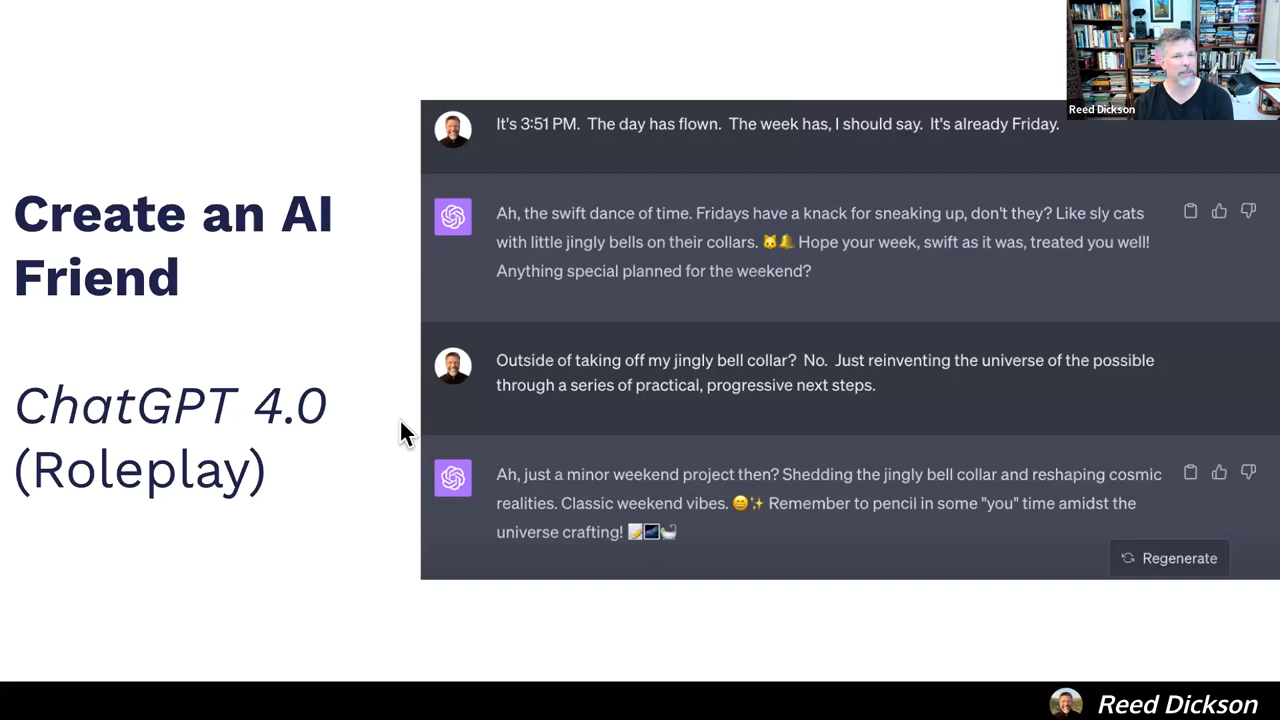 Create an AI
Friend
ChatGPT 4.0
(Roleplay)
Reed Dickson
It's 3:51 PM. The day has flown. The week has, I should say. It's already Friday.
Ah, the swift dance of time. Fridays have a knack for sneaking up, don't they? Like sly cats
with little jingly bells on their collars. 🐱🔔 Hope your week, swift as it was, treated you well!
Anything special planned for the weekend?
Outside of taking off my jingly bell collar? No. Just reinventing the universe of the possible
through a series of practical, progressive next steps.
Ah, just a minor weekend project then? Shedding the jingly bell collar and reshaping cosmic
realities. Classic weekend vibes. 😊✨ Remember to pencil in some "you" time amidst the
universe crafting! 📝🌌🛀
Regenerate
Reed Dickson